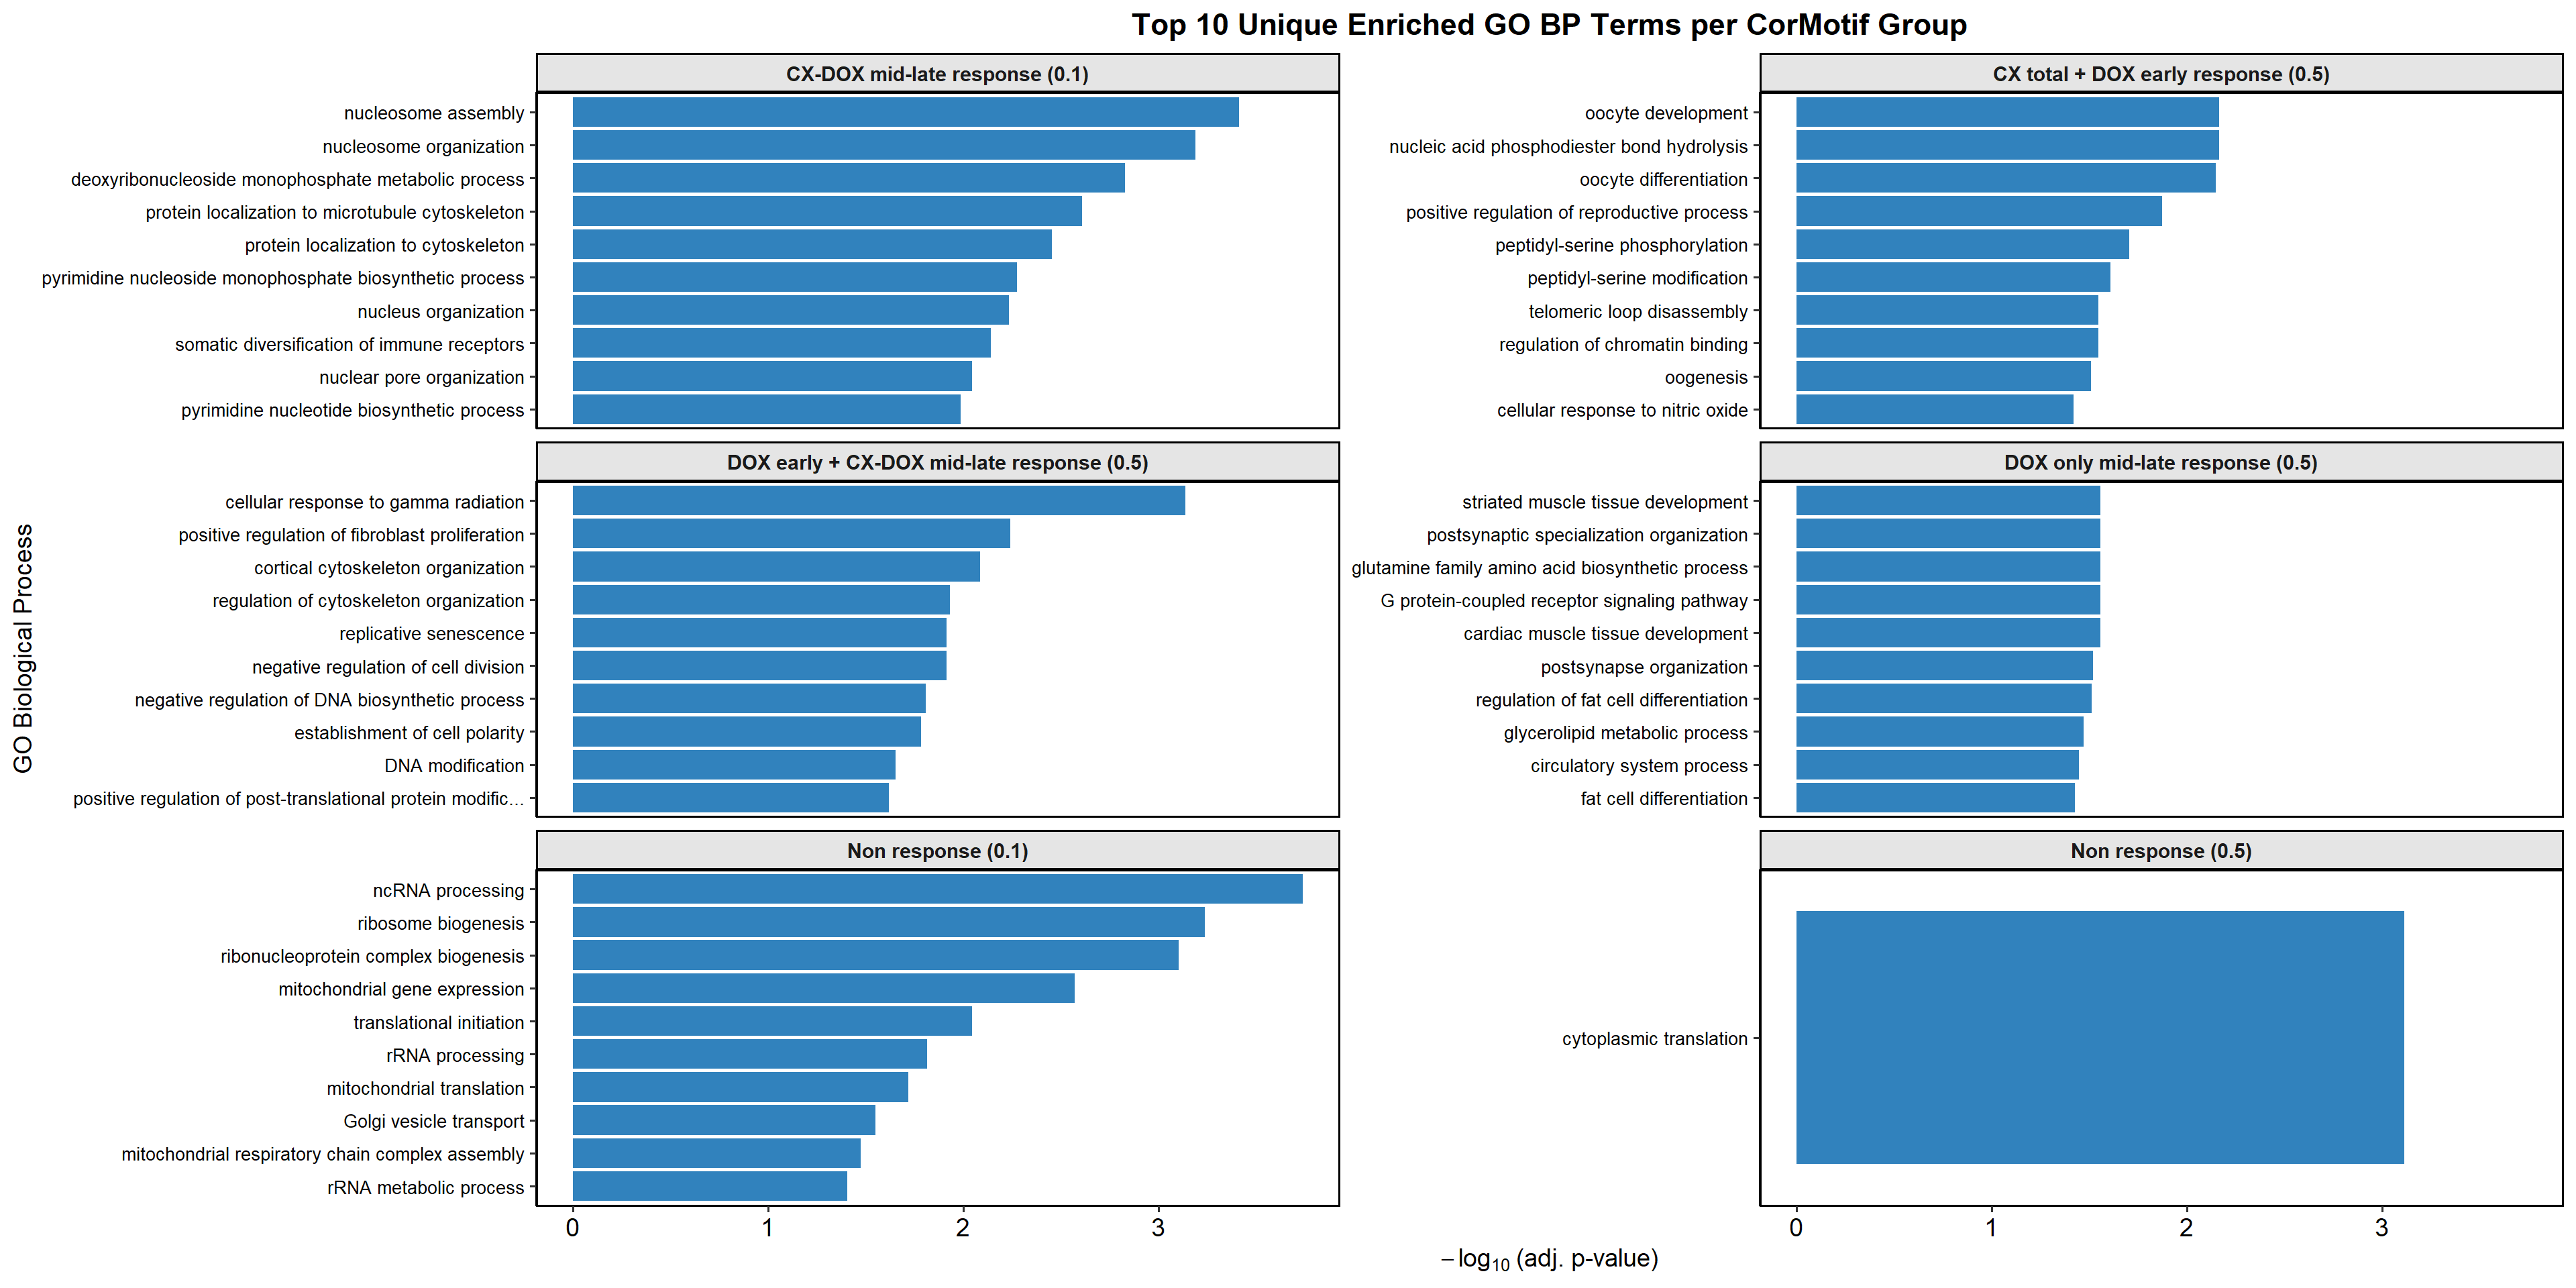 Top 10 Unique Enriched GO BP Terms per CorMotif Group
GO Biological Process
CX-DOX mid-late response (0.1)
nucleosome assembly
nucleosome organization
deoxyribonucleoside monophosphate metabolic process
protein localization to microtubule cytoskeleton
protein localization to cytoskeleton
pyrimidine nucleoside monophosphate biosynthetic process
nucleus organization
somatic diversification of immune receptors
nuclear pore organization
pyrimidine nucleotide biosynthetic process
CX total + DOX early response (0.5)
oocyte development
nucleic acid phosphodiester bond hydrolysis
oocyte differentiation
positive regulation of reproductive process
peptidyl-serine phosphorylation
peptidyl-serine modification
telomeric loop disassembly
regulation of chromatin binding
oogenesis
cellular response to nitric oxide
DOX early + CX-DOX mid-late response (0.5)
cellular response to gamma radiation
positive regulation of fibroblast proliferation
cortical cytoskeleton organization
regulation of cytoskeleton organization
replicative senescence
negative regulation of cell division
negative regulation of DNA biosynthetic process
establishment of cell polarity
DNA modification
positive regulation of post-translational protein modific...
DOX only mid-late response (0.5)
striated muscle tissue development
postsynaptic specialization organization
glutamine family amino acid biosynthetic process
G protein-coupled receptor signaling pathway
cardiac muscle tissue development
postsynapse organization
regulation of fat cell differentiation
glycerolipid metabolic process
circulatory system process
fat cell differentiation
Non response (0.1)
ncRNA processing
ribosome biogenesis
ribonucleoprotein complex biogenesis
mitochondrial gene expression
translational initiation
rRNA processing
mitochondrial translation
Golgi vesicle transport
mitochondrial respiratory chain complex assembly
rRNA metabolic process
0 1 2 3
Non response (0.5)
cytoplasmic translation
0 1 2 3
−log10 (adj. p-value)